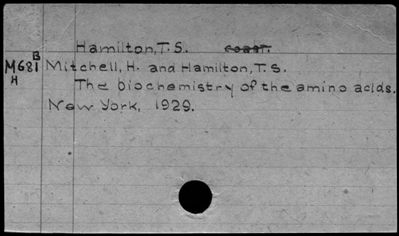 Hamilton,T.S. coast.
B
M681 Mitchell, H. and Hamilton,T.S.
H The biochemistry of the amino acids.
New York, 1929.